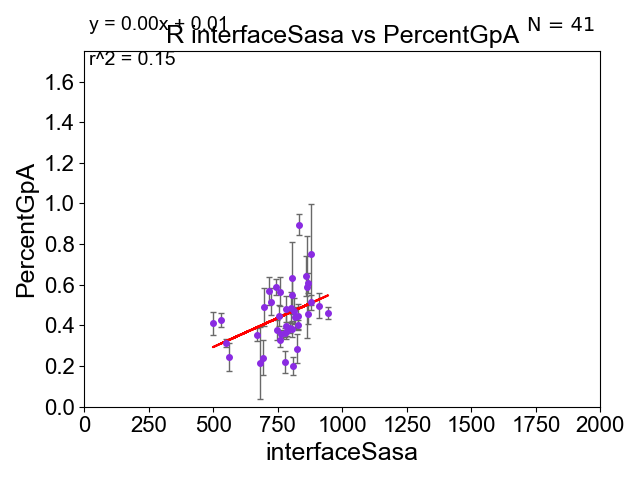 y = 0.00x + 0.01
N = 41
R interfaceSasa vs PercentGpA
r^2 = 0.15
1.6
1.4
1.2
1.0
0.8
0.6
0.4
0.2
0.0
PercentGpA
0 250 500 750 1000 1250 1500 1750 2000
interfaceSasa